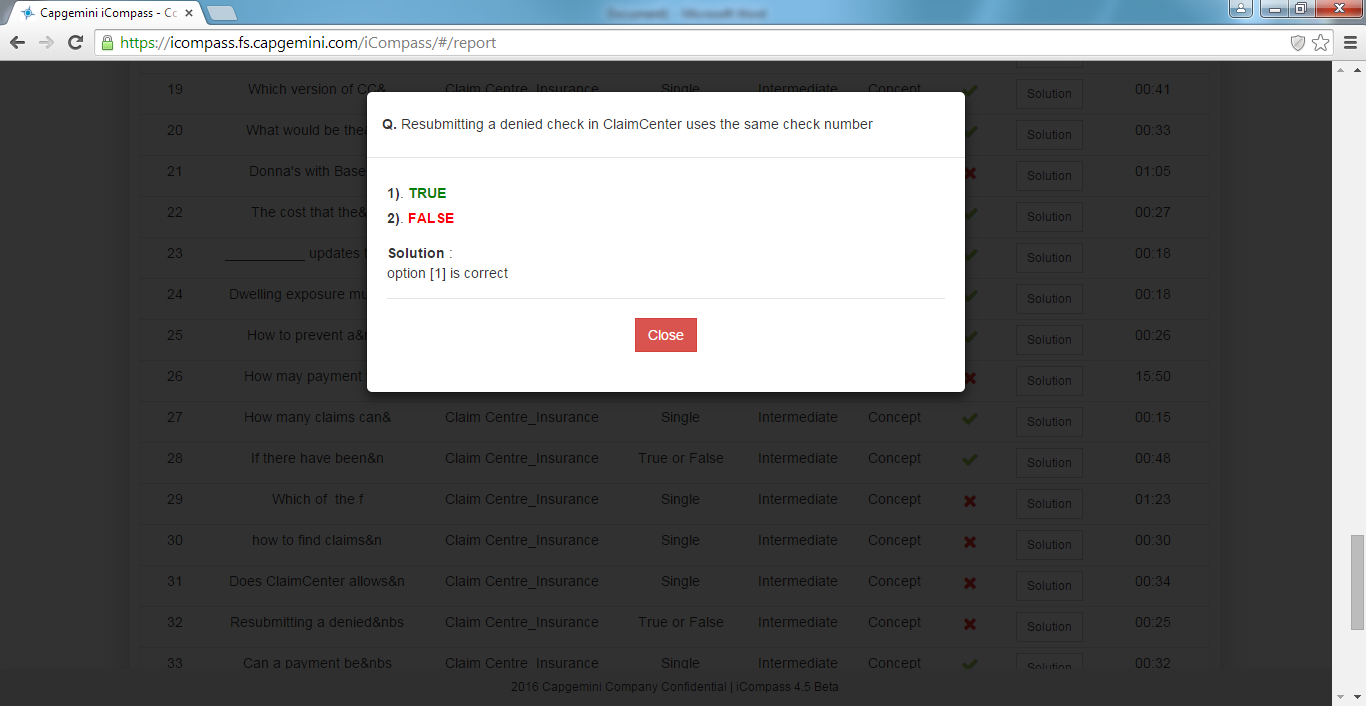 Capgemini iCompass - Co
https://icompass.fs.capgemini.com/iCompass/#/report
19 Which version of CC& Claim Centre_Insurance Single Intermediate Concept Solution 00:41
Q. Resubmitting a denied check in ClaimCenter uses the same check number
20 What would be the& Solution 00:33
21 Donna's with Base Solution 01:05
1). TRUE
22 The cost that the& Solution 00:27
2). FALSE
23 __________ updates Solution 00:18
Solution :
option [1] is correct
24 Dwelling exposure mu Solution 00:18
25 How to prevent a& Solution 00:26
Close
26 How may payment Solution 15:50
27 How many claims can& Claim Centre_Insurance Single Intermediate Concept Solution 00:15
28 If there have been&n Claim Centre_Insurance True or False Intermediate Concept Solution 00:48
29 Which of the f Claim Centre_Insurance Single Intermediate Concept Solution 01:23
30 how to find claims&n Claim Centre_Insurance Single Intermediate Concept Solution 00:30
31 Does ClaimCenter allows&n Claim Centre_Insurance Single Intermediate Concept Solution 00:34
32 Resubmitting a denied&nbs Claim Centre_Insurance True or False Intermediate Concept Solution 00:25
33 Can a payment be&nbs Claim Centre_Insurance Single Intermediate Concept Solution 00:32
2016 Capgemini Company Confidential | iCompass 4.5 Beta